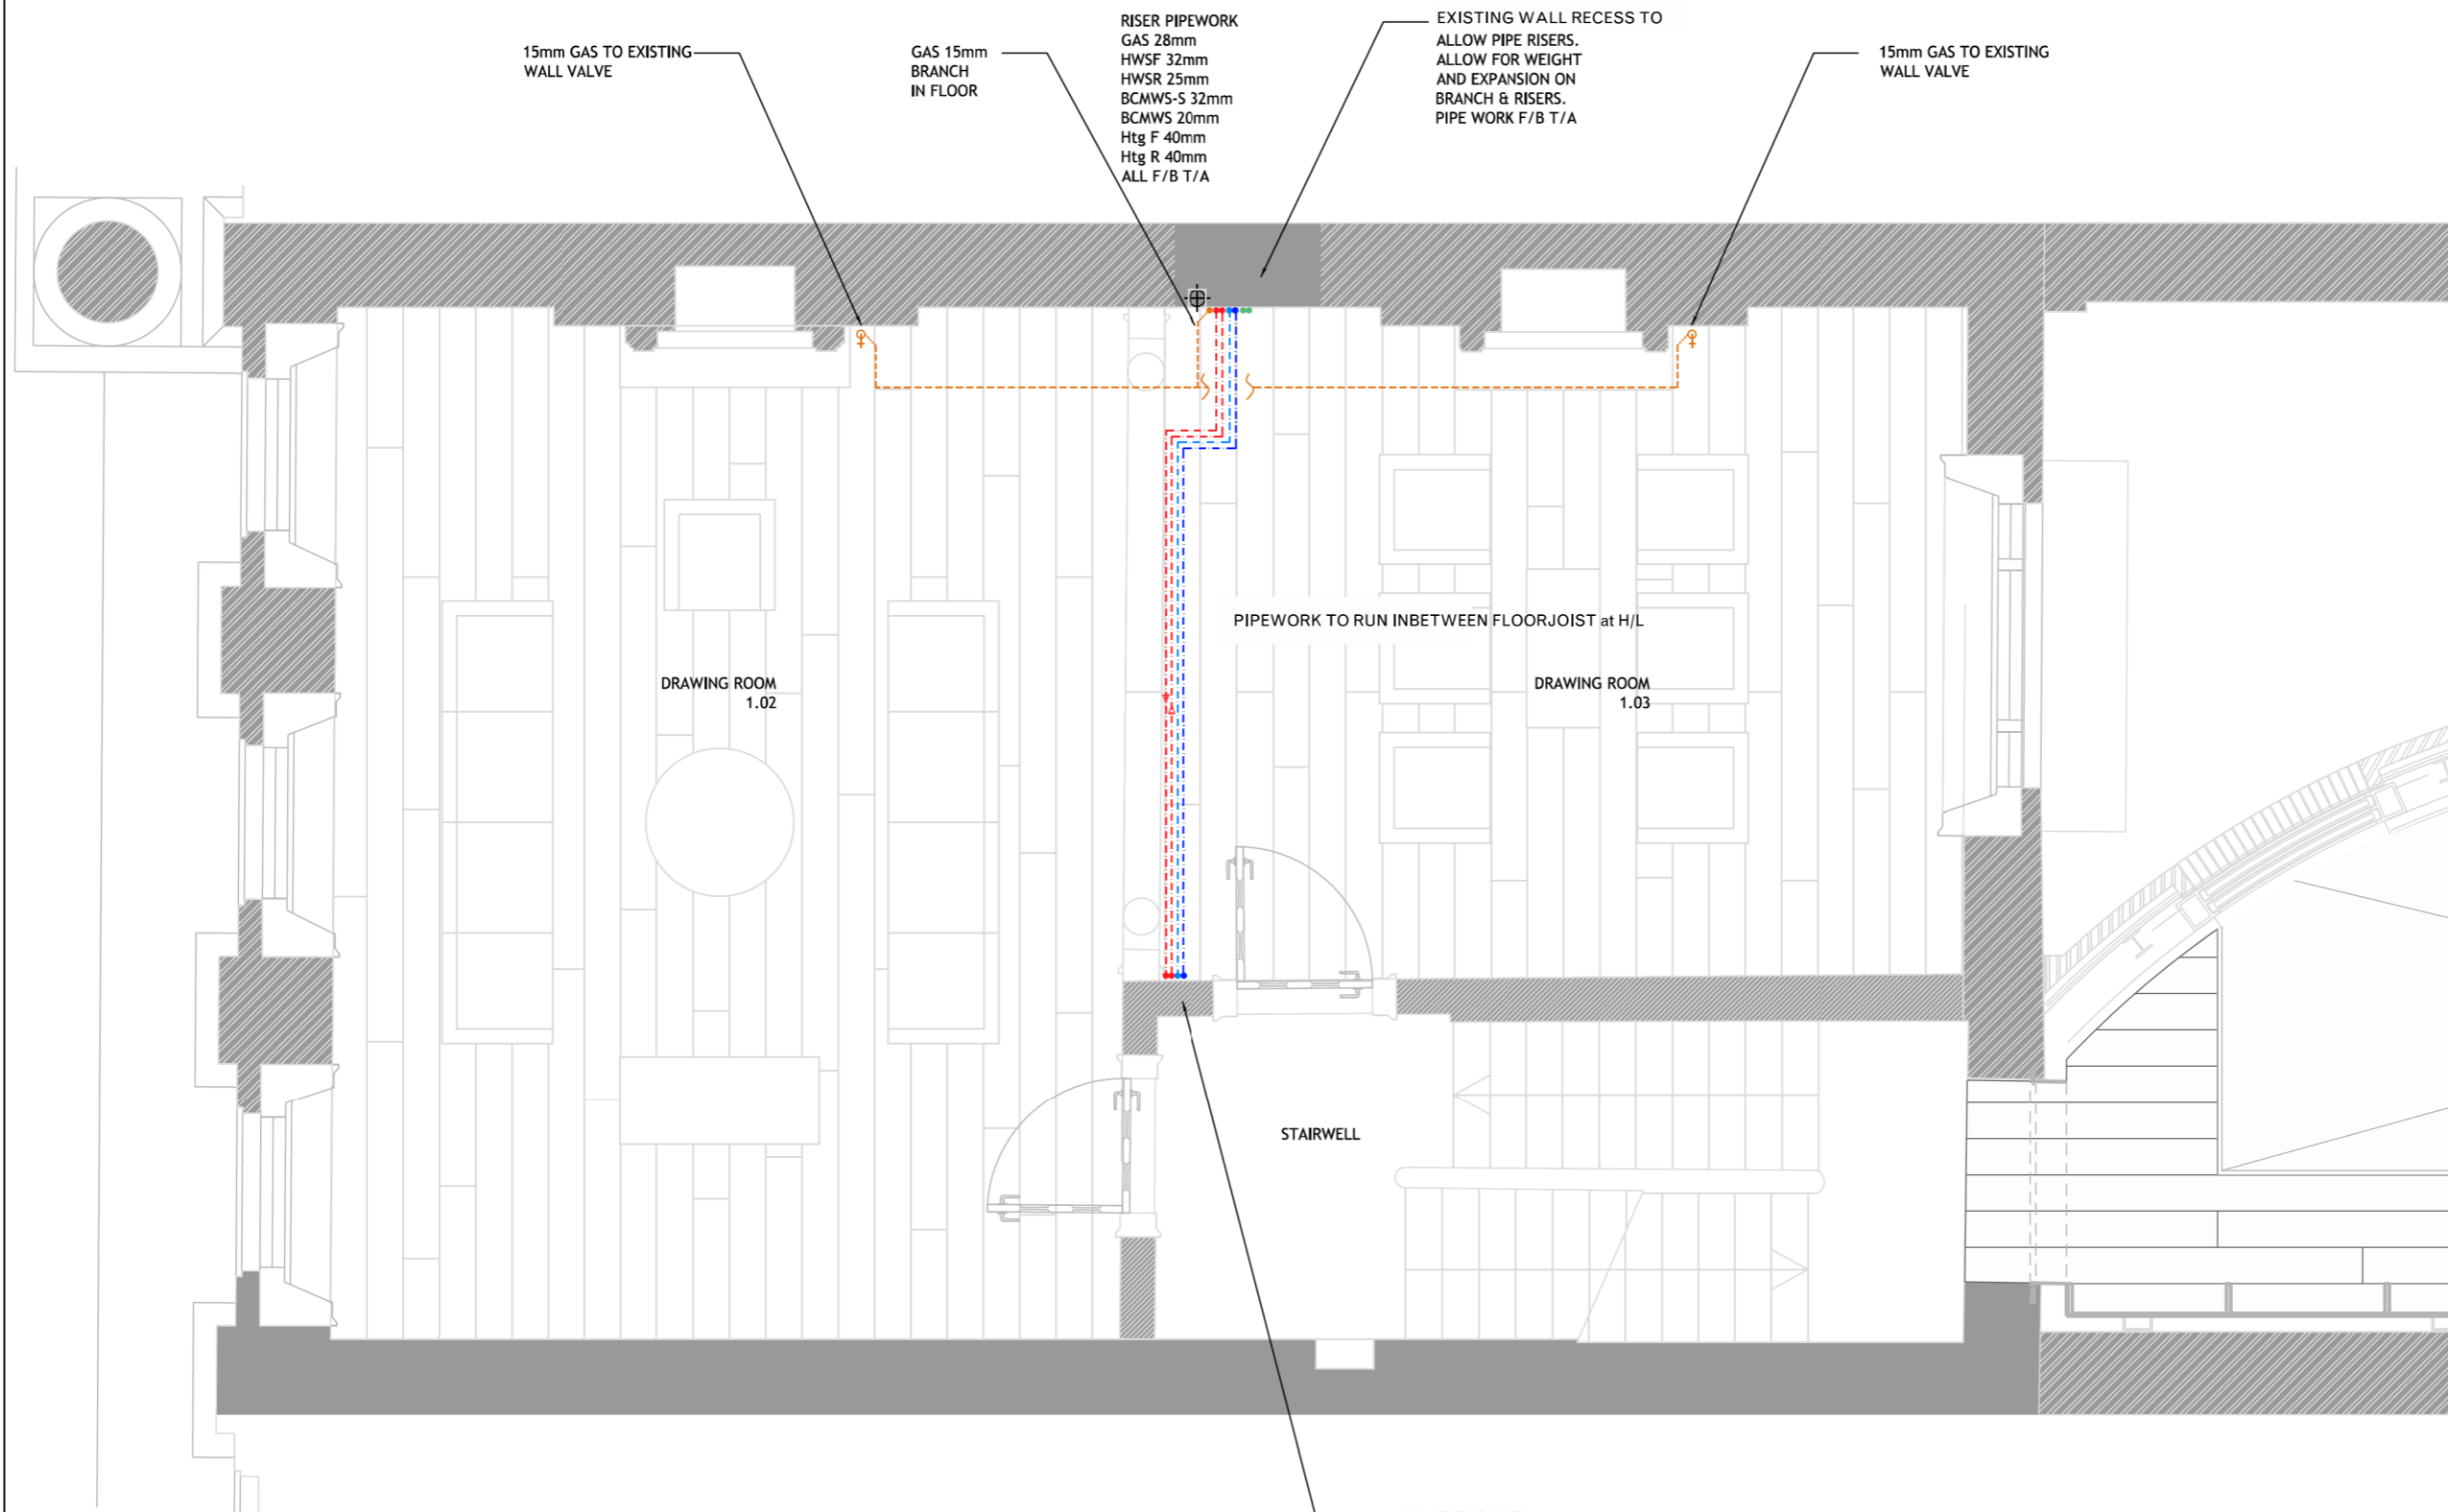 15mm GAS TO EXISTING
WALL VALVE
GAS 15mm
BRANCH
IN FLOOR
RISER PIPEWORK
GAS 28mm
HWSF 32mm
HWSR 25mm
BCMWS-S 32mm
BCMWS 20mm
Htg F 40mm
Htg R 40mm
ALL F/B T/A
EXISTING WALL RECESS TO
ALLOW PIPE RISERS.
ALLOW FOR WEIGHT
AND EXPANSION ON
BRANCH & RISERS.
PIPE WORK F/B T/A
15mm GAS TO EXISTING
WALL VALVE
PIPEWORK TO RUN INBETWEEN FLOORJOIST at H/L
DRAWING ROOM
1.02
DRAWING ROOM
1.03
STAIRWELL